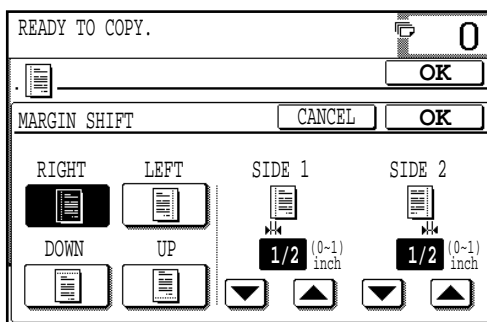 READY TO COPY. 0
OK
MARGIN SHIFT CANCEL OK
RIGHT LEFT SIDE 1 SIDE 2
DOWN UP 1/2 (0~1) inch 1/2 (0~1) inch